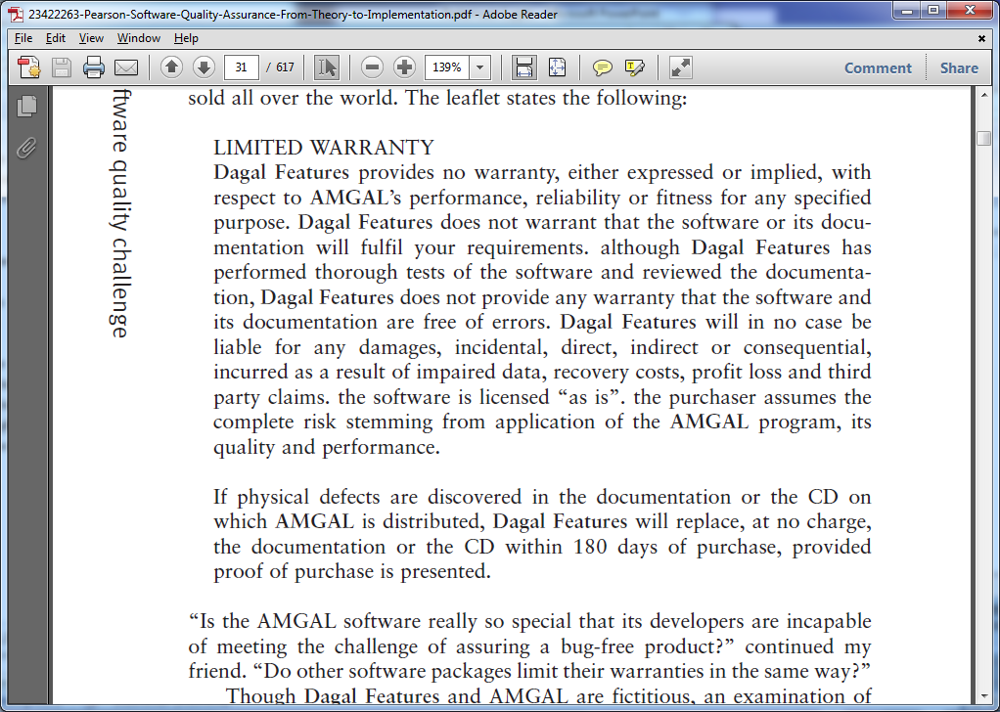 23422263-Pearson-Software-Quality-Assurance-From-Theory-to-Implementation.pdf - Adobe Reader
File Edit View Window Help
31 / 617 139% Comment Share
ftware quality challenge
sold all over the world. The leaflet states the following:
LIMITED WARRANTY
Dagal Features provides no warranty, either expressed or implied, with
respect to AMGAL's performance, reliability or fitness for any specified
purpose. Dagal Features does not warrant that the software or its docu-
mentation will fulfil your requirements. although Dagal Features has
performed thorough tests of the software and reviewed the documenta-
tion, Dagal Features does not provide any warranty that the software and
its documentation are free of errors. Dagal Features will in no case be
liable for any damages, incidental, direct, indirect or consequential,
incurred as a result of impaired data, recovery costs, profit loss and third
party claims. the software is licensed “as is”. the purchaser assumes the
complete risk stemming from application of the AMGAL program, its
quality and performance.
If physical defects are discovered in the documentation or the CD on
which AMGAL is distributed, Dagal Features will replace, at no charge,
the documentation or the CD within 180 days of purchase, provided
proof of purchase is presented.
“Is the AMGAL software really so special that its developers are incapable
of meeting the challenge of assuring a bug-free product?” continued my
friend. “Do other software packages limit their warranties in the same way?”
Though Dagal Features and AMGAL are fictitious, an examination of